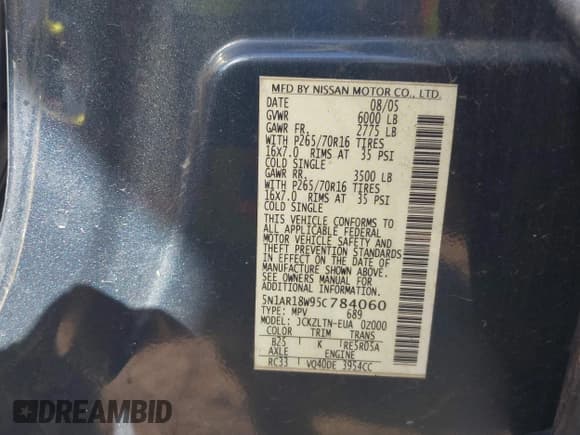 MFD BY NISSAN MOTOR CO., LTD.
DATE 08/05
GVWR 6000 LB
GAWR FR. 2775 LB
WITH P265/70R16 TIRES
16X7.0 RIMS AT 35 PSI
COLD SINGLE
GAWR RR. 3500 LB
WITH P265/70R16 TIRES
16X7.0 RIMS AT 35 PSI
COLD SINGLE
THIS VEHICLE CONFORMS TO
ALL APPLICABLE FEDERAL
MOTOR VEHICLE SAFETY AND
THEFT PREVENTION STANDARDS
IN EFFECT ON THE DATE OF
MANUFACTURE SHOWN ABOVE.
SEE OWNERS MANUAL FOR
ADDITIONAL INFORMATION.
5N1AR18W95C784060
TYPE: MPV 689
MODEL: JCKZLTN-EUA 0Z000
COLOR TRIM TRANS
B25 K RE5R05A
AXLE ENGINE
RC33 VQ40DE 3954CC
DREAMBID